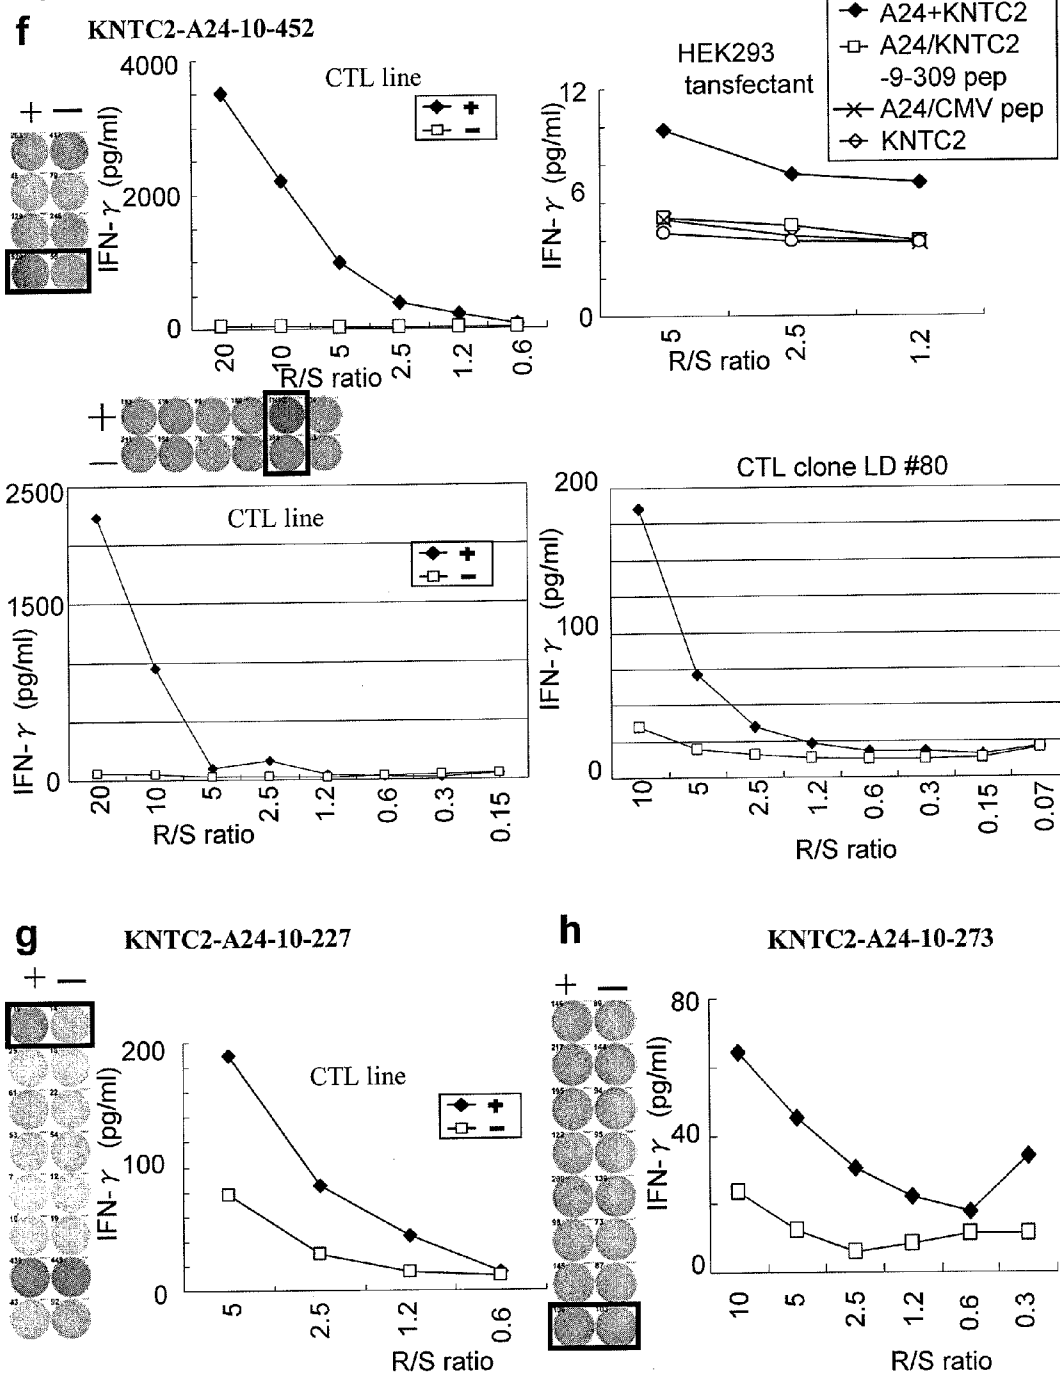 f KNTC2-A24-10-452
+ −
IFN-γ (pg/ml)
4000
2000
0
CTL line
+
−
20 10 5 2.5 1.2 0.6
R/S ratio
HEK293
tansfectant
A24+KNTC2
A24/KNTC2
-9-309 pep
A24/CMV pep
KNTC2
IFN-γ (pg/ml)
12
6
0
5 2.5 1.2
R/S ratio
+
−
2500
1500
0
IFN-γ (pg/ml)
CTL line
+
−
20 10 5 2.5 1.2 0.6 0.3 0.15
R/S ratio
CTL clone LD #80
200
100
0
IFN-γ (pg/ml)
10 5 2.5 1.2 0.6 0.3 0.15 0.07
R/S ratio
g KNTC2-A24-10-227
+ −
200
100
0
IFN-γ (pg/ml)
CTL line
+
−
5 2.5 1.2 0.6
R/S ratio
h KNTC2-A24-10-273
+ −
80
40
0
IFN-γ (pg/ml)
10 5 2.5 1.2 0.6 0.3
R/S ratio